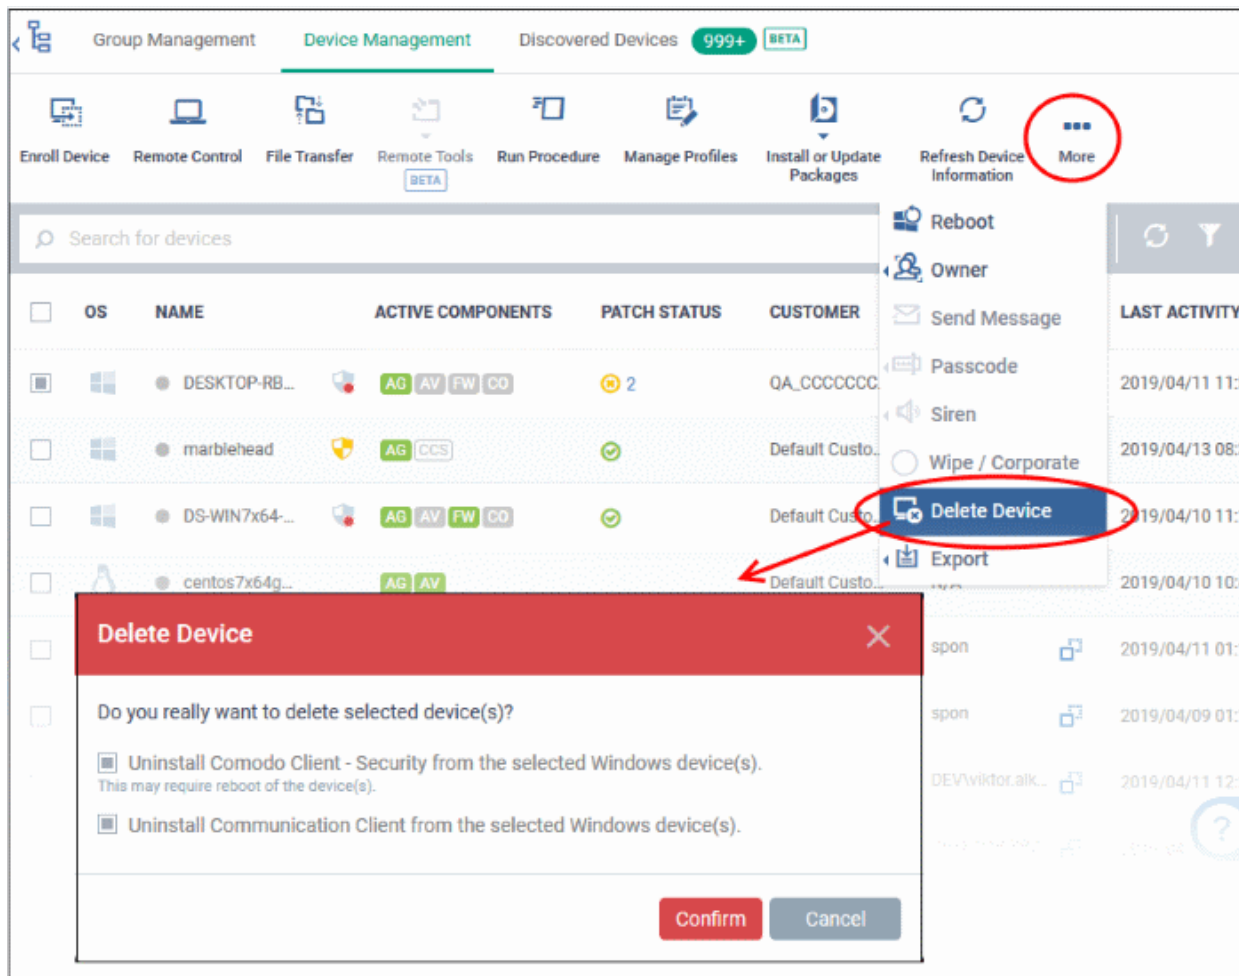 Group Management Device Management Discovered Devices 999+ BETA
Enroll Device Remote Control File Transfer Remote Tools Run Procedure Manage Profiles Install or Update Refresh Device More
BETA Packages Information
Search for devices
Reboot
Owner
OS NAME ACTIVE COMPONENTS PATCH STATUS CUSTOMER Send Message LAST ACTIVITY
Passcode
DESKTOP-RB... AG AV FW CO 2 QA_CCCCCCC 2019/04/11 11:
Siren
marblehead AG CCS Default Custo... 2019/04/13 08:
Wipe / Corporate
DS-WIN7x64-... AG AV FW CO Default Custo... Delete Device 2019/04/10 11:
Export
centos7x64g... AG AV Default Custo... N/A 2019/04/10 10:
Delete Device
spon 2019/04/11 01:
Do you really want to delete selected device(s)?
spon 2019/04/09 01:
Uninstall Comodo Client - Security from the selected Windows device(s).
This may require reboot of the device(s).
DEV\viktor.alk... 2019/04/11 12:
Uninstall Communication Client from the selected Windows device(s).
?
Confirm Cancel